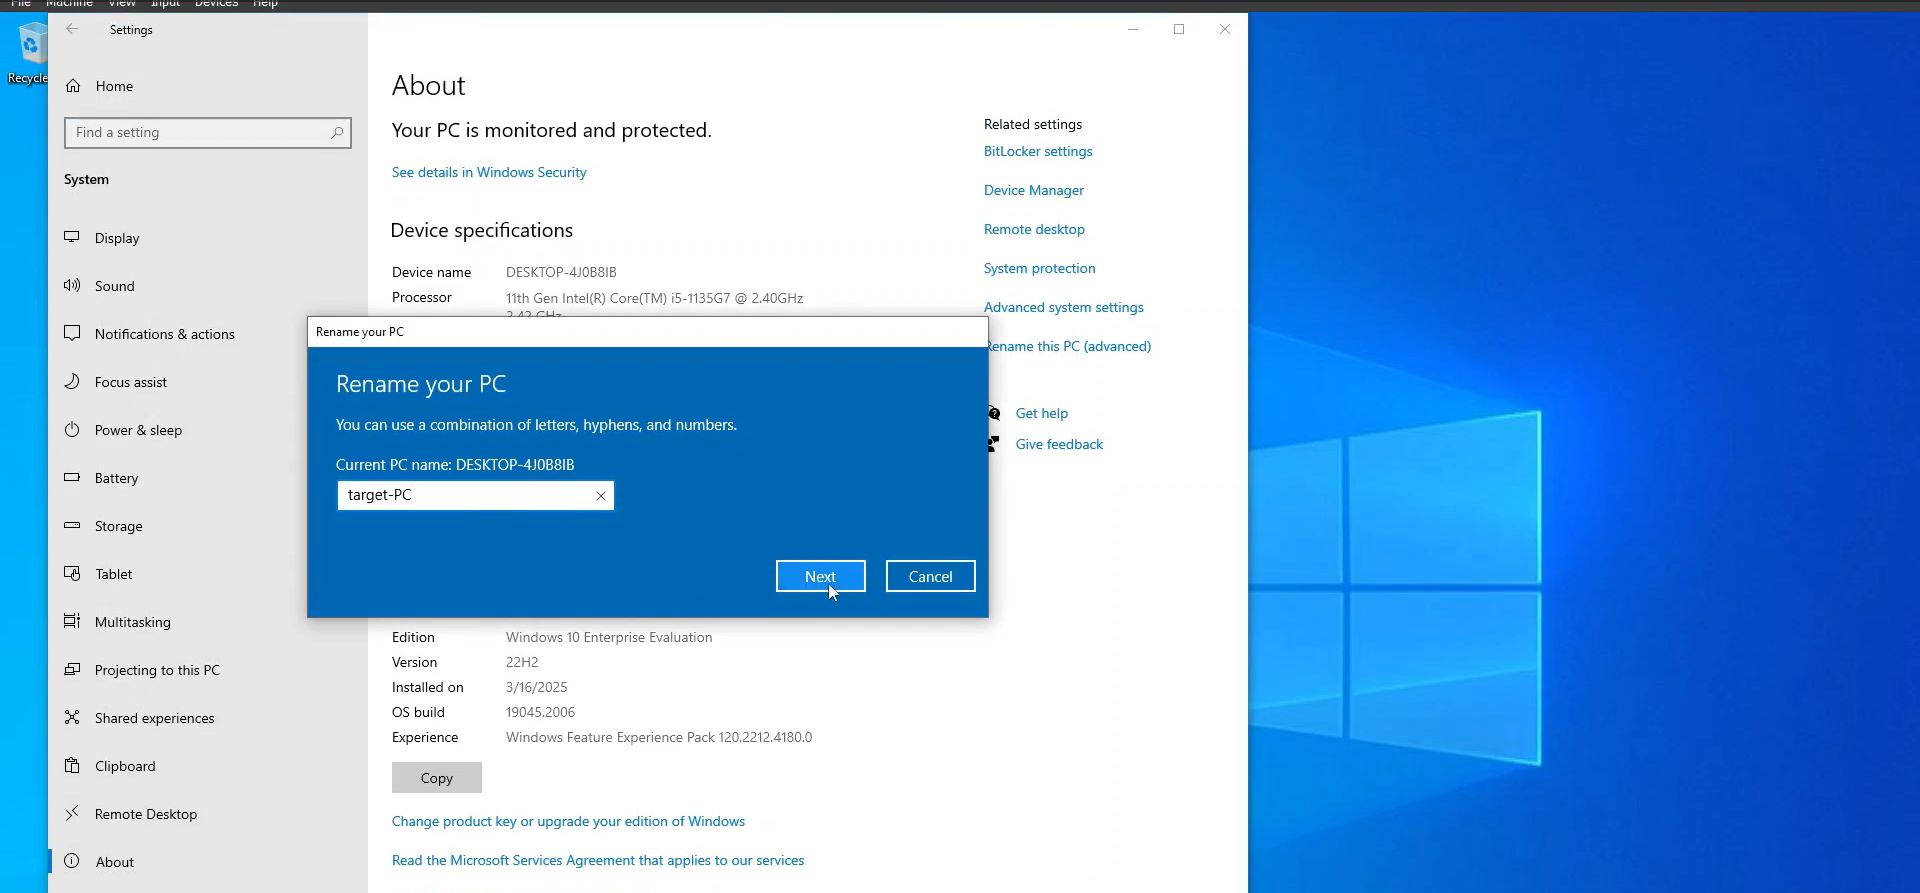 File Machine View Input Devices Help
Recycle
Settings
Home
Find a setting
System
Display
Sound
Notifications & actions
Focus assist
Power & sleep
Battery
Storage
Tablet
Multitasking
Projecting to this PC
Shared experiences
Clipboard
Remote Desktop
About
About
Your PC is monitored and protected.
See details in Windows Security
Device specifications
Device name DESKTOP-4J0B8IB
Processor 11th Gen Intel(R) Core(TM) i5-1135G7 @ 2.40GHz
2.42 GHz
Rename your PC
Rename your PC
You can use a combination of letters, hyphens, and numbers.
Current PC name: DESKTOP-4J0B8IB
target-PC
Next Cancel
Edition Windows 10 Enterprise Evaluation
Version 22H2
Installed on 3/16/2025
OS build 19045.2006
Experience Windows Feature Experience Pack 120.2212.4180.0
Copy
Change product key or upgrade your edition of Windows
Read the Microsoft Services Agreement that applies to our services
Related settings
BitLocker settings
Device Manager
Remote desktop
System protection
Advanced system settings
Rename this PC (advanced)
Get help
Give feedback